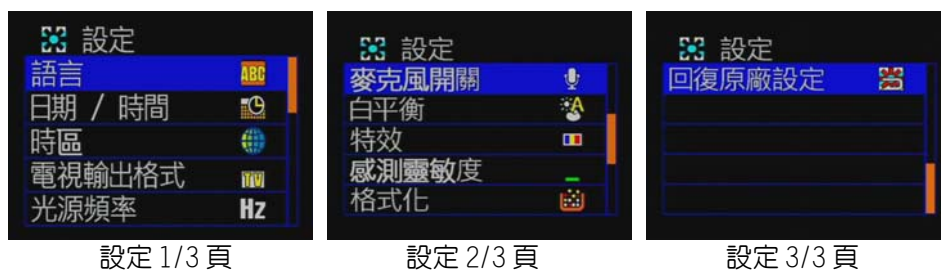 設定
語言 ABC
日期 / 時間
時區
電視輸出格式 TV
光源頻率 Hz
設定 1/3 頁
設定
麥克風開關
白平衡 A
特效
感測靈敏度
格式化
設定 2/3 頁
設定
回復原廠設定
設定 3/3 頁